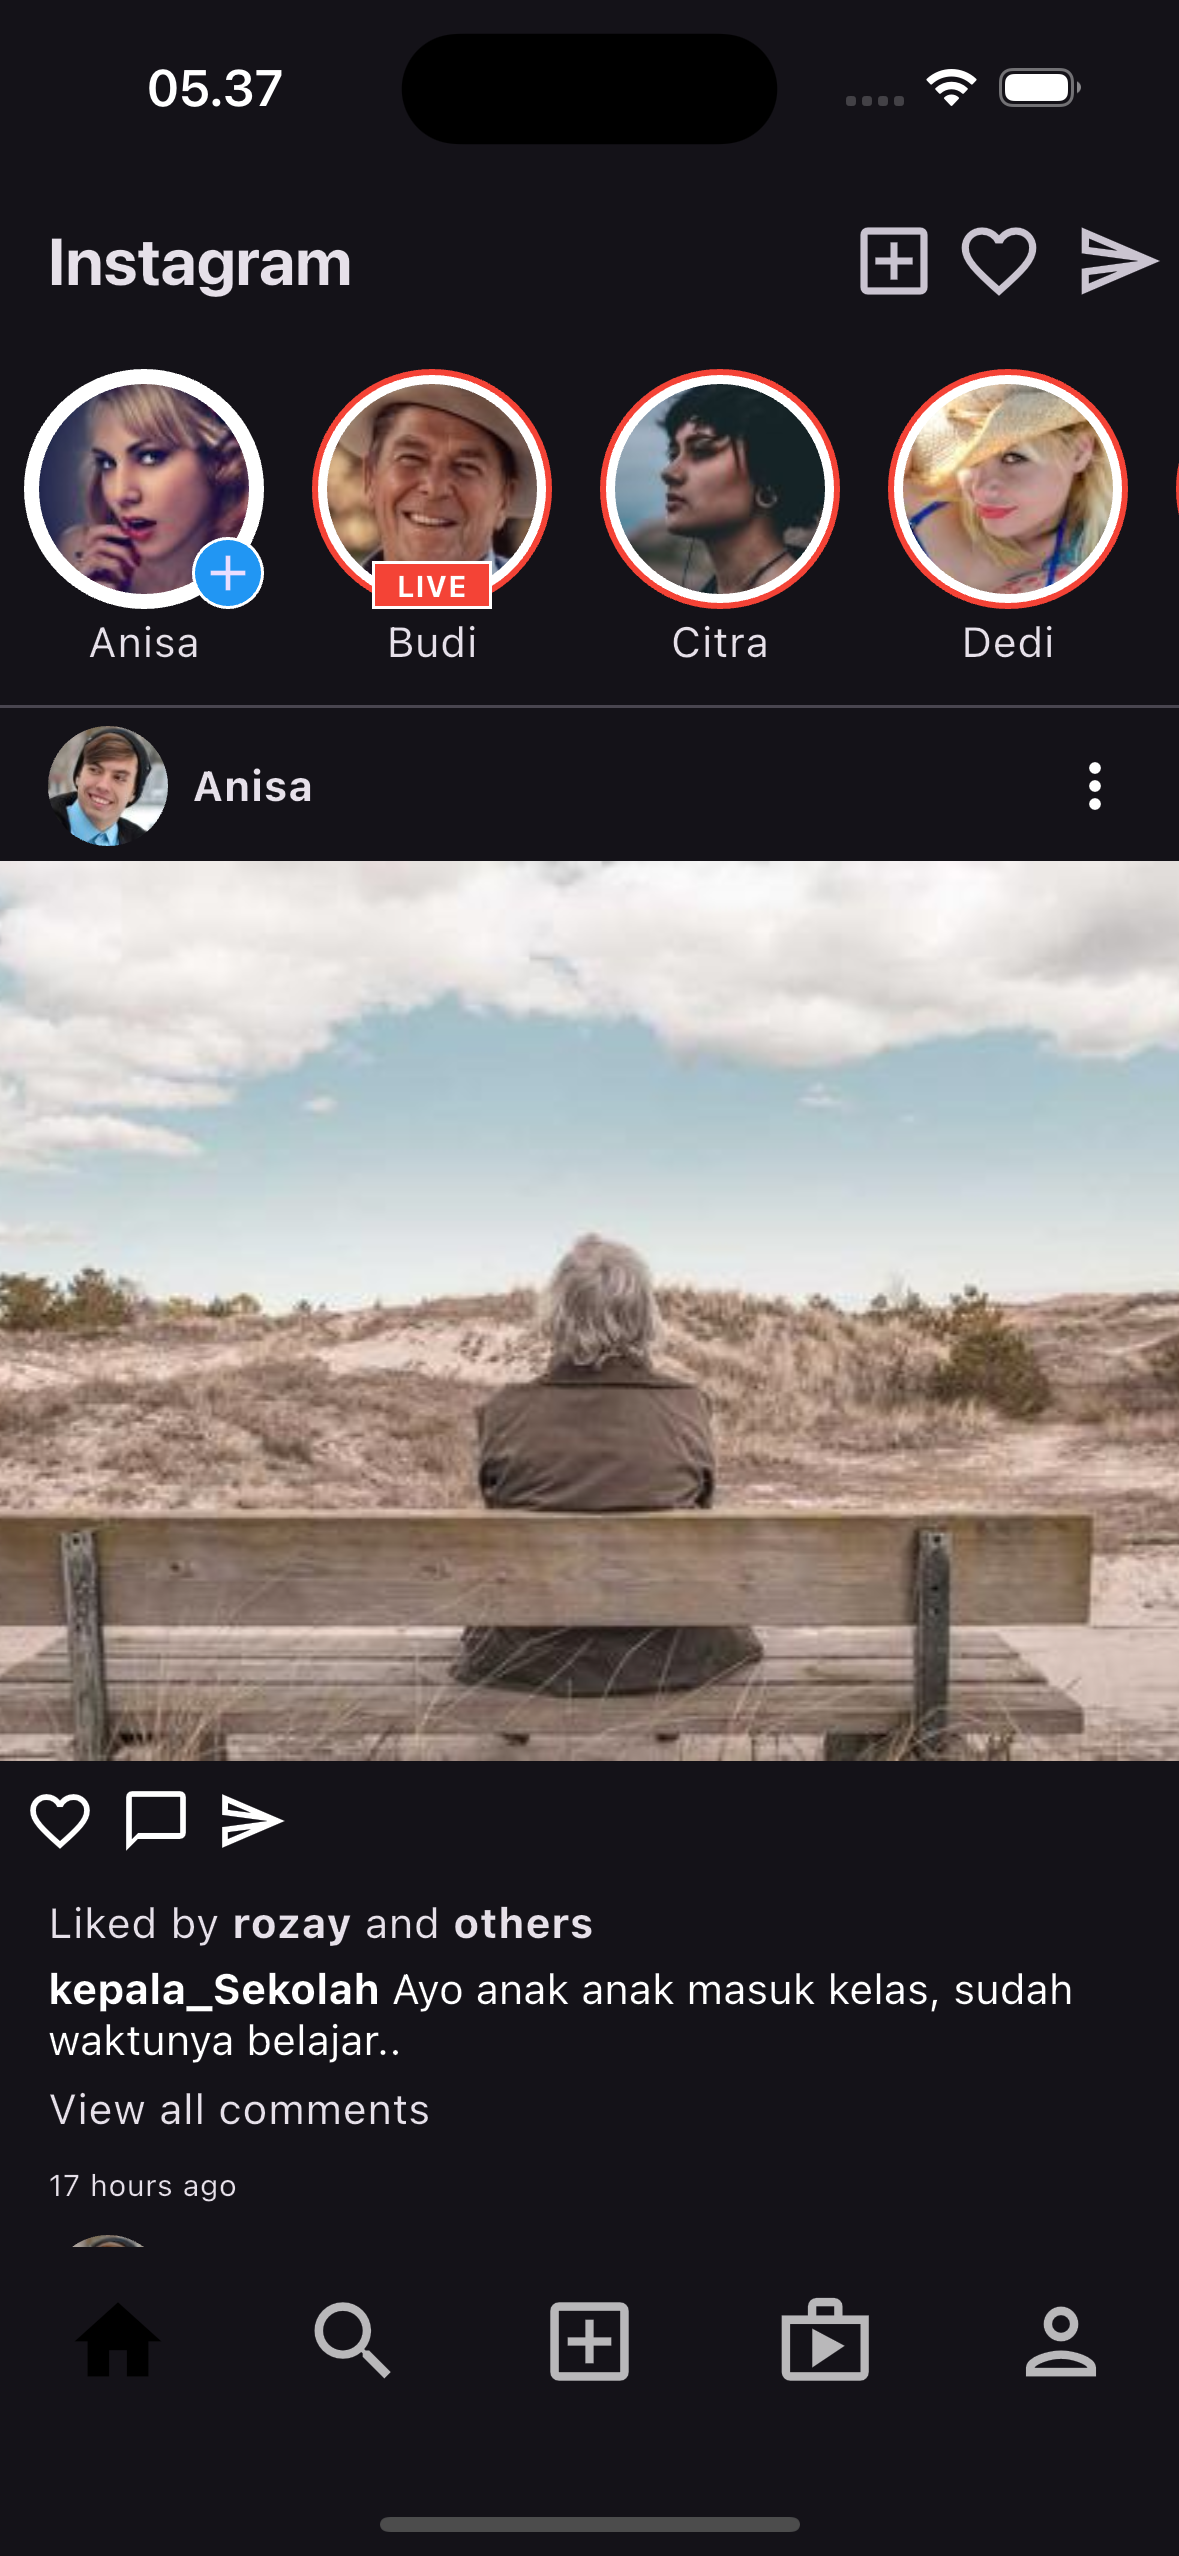 05.37
Instagram
LIVE
Anisa
Budi
Citra
Dedi
Anisa
Liked by rozay and others
kepala_Sekolah Ayo anak anak masuk kelas, sudah
waktunya belajar..
View all comments
17 hours ago